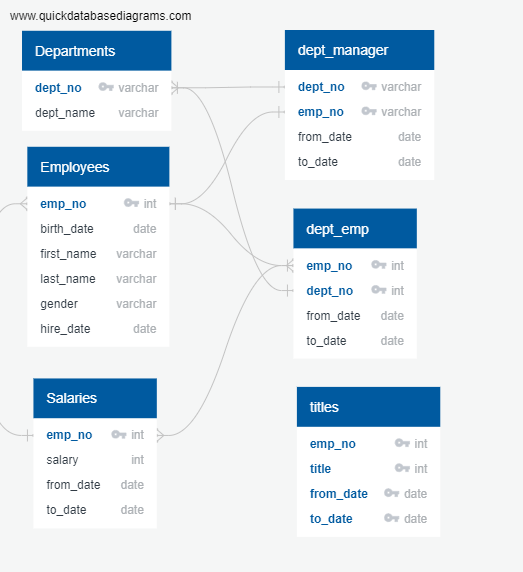 www.quickdatabasediagrams.com
Departments
dept_no varchar
dept_name varchar
dept_manager
dept_no varchar
emp_no varchar
from_date date
to_date date
Employees
emp_no int
birth_date date
first_name varchar
last_name varchar
gender varchar
hire_date date
dept_emp
emp_no int
dept_no int
from_date date
to_date date
Salaries
emp_no int
salary int
from_date date
to_date date
titles
emp_no int
title int
from_date date
to_date date